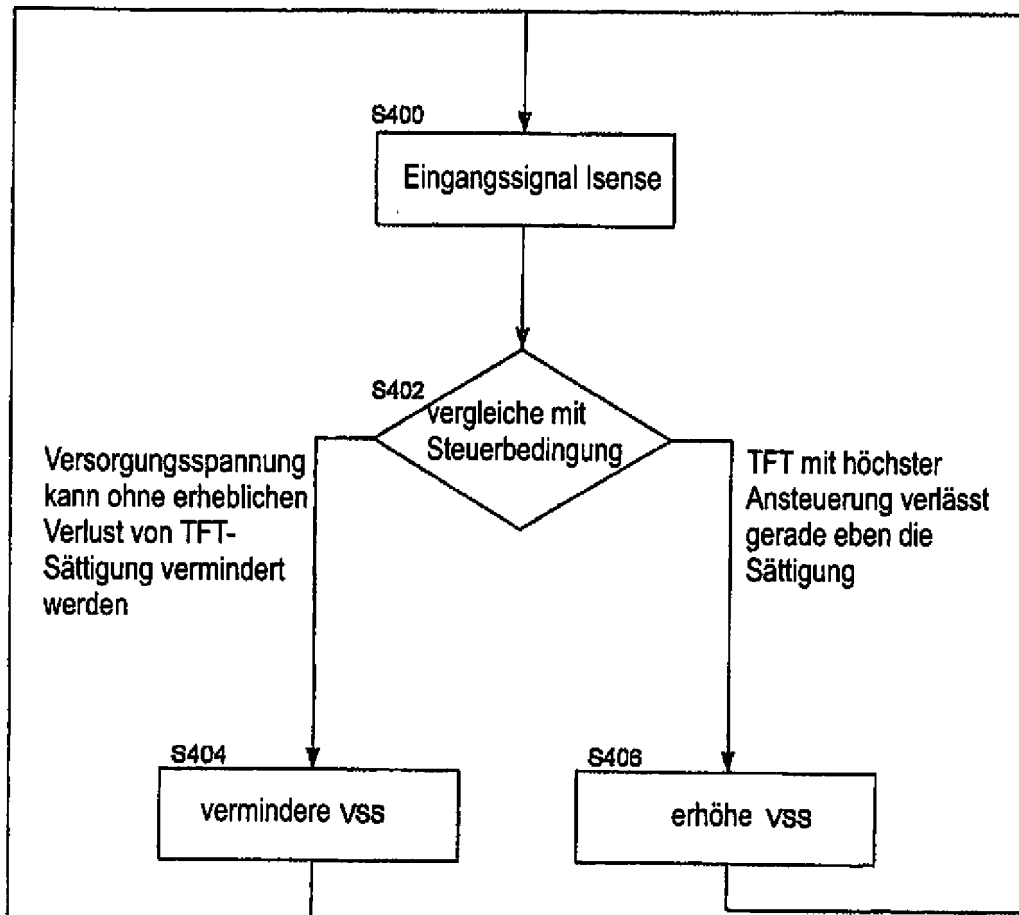 S400
Eingangssignal Isense
S402
vergleiche mit
Steuerbedingung
Versorgungsspannung
kann ohne erheblichen
Verlust von TFT-
Sättigung vermindert
werden
TFT mit höchster
Ansteuerung verlässt
gerade eben die
Sättigung
S404
vermindere vss
S406
erhöhe vss